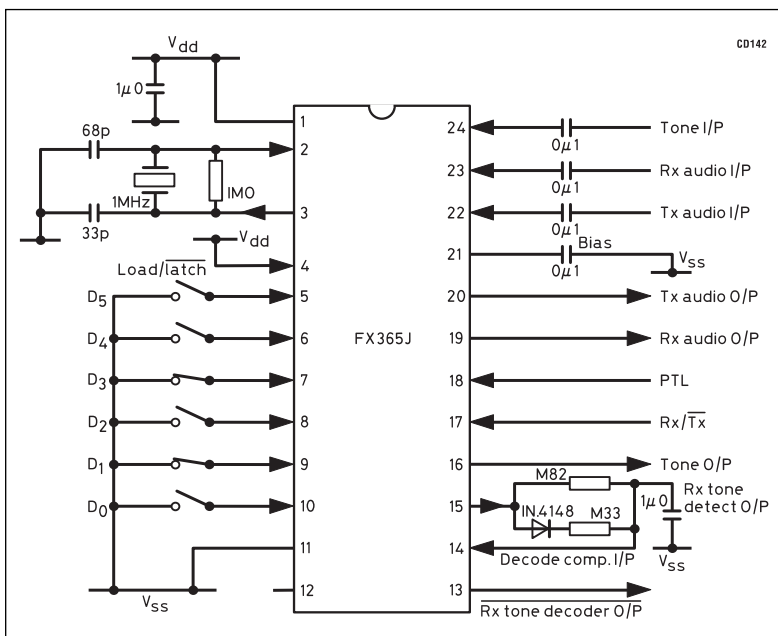 CD142
Vdd
1μ0
68p
1MHz
1M0
33p
Vdd
Load/latch
D5
D4
D3
D2
D1
D0
Vss
1
2
3
4
5
6
7
8
9
10
11
12
FX365J
24
23
22
21
20
19
18
17
16
15
14
13
0μ1
Tone I/P
0μ1
Rx audio I/P
0μ1
Tx audio I/P
Bias
0μ1
Vss
Tx audio O/P
Rx audio O/P
PTL
Rx/Tx
Tone O/P
M82
IN.4148
M33
1μ0
Rx tone
detect O/P
Vss
Decode comp. I/P
Rx tone decoder O/P